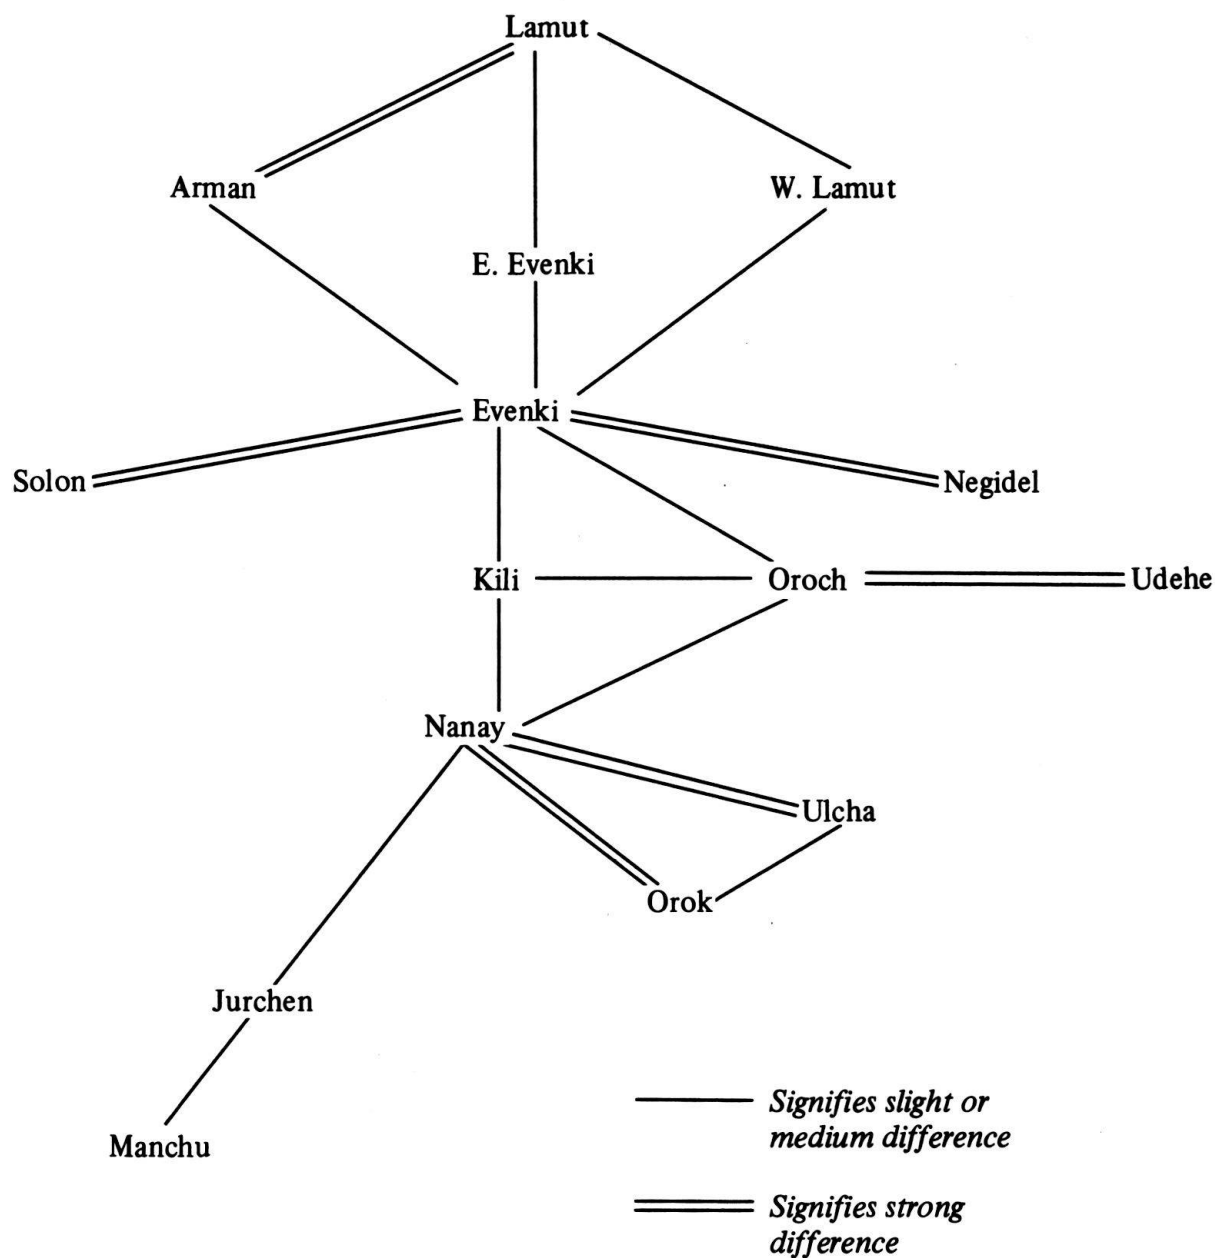 Lamut
Arman
W. Lamut
E. Evenki
Evenki
Solon
Negidel
Kili
Oroch
Udehe
Nanay
Ulcha
Orok
Jurchen
Manchu
Signifies slight or
medium difference
Signifies strong
difference